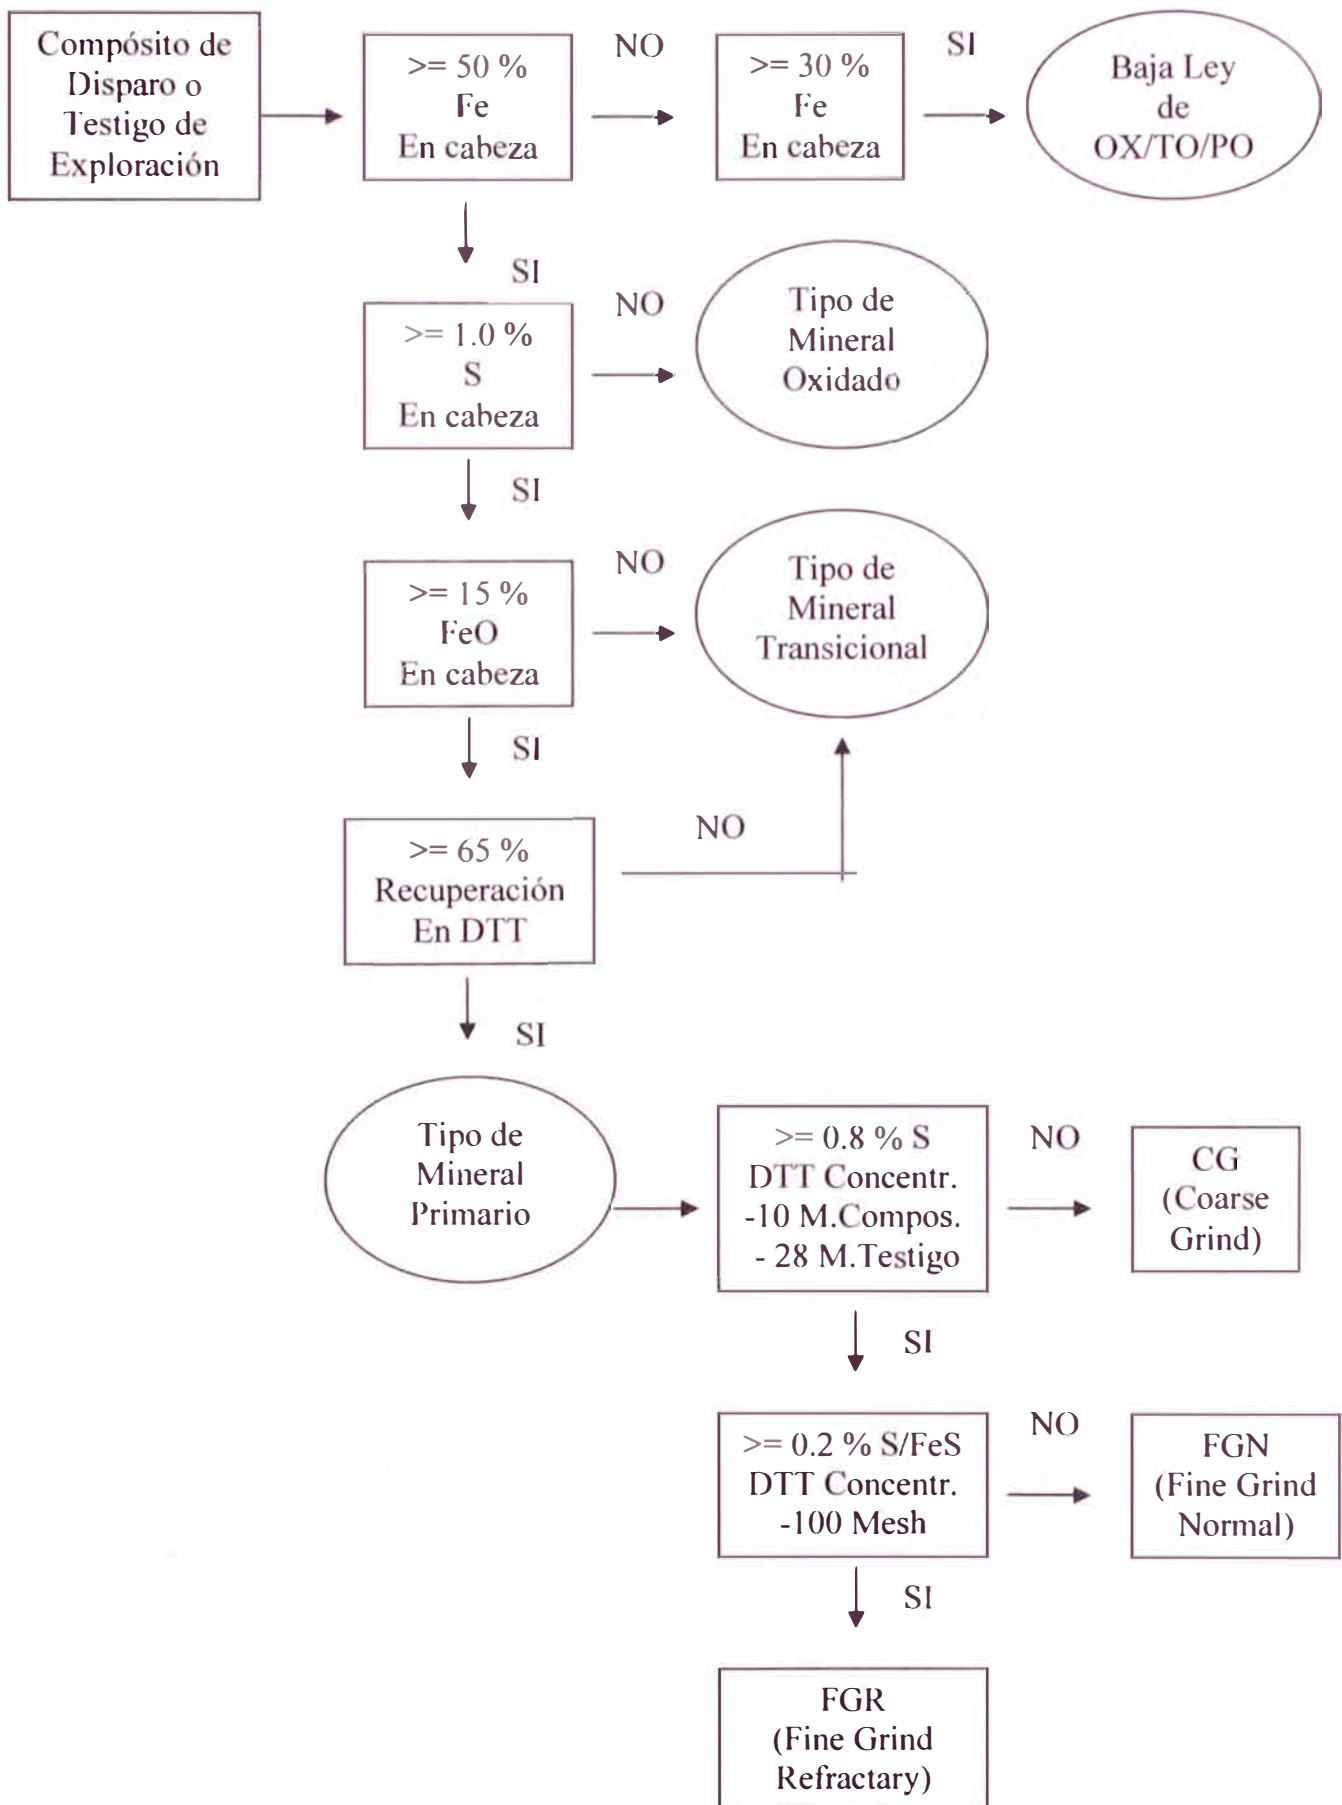 Compósito de
Disparo o
Testigo de
Exploración
>= 50 %
Fe
En cabeza
NO
>= 30 %
Fe
En cabeza
SI
Baja Ley
de
OX/TO/PO
SI
>= 1.0 %
S
En cabeza
NO
Tipo de
Mineral
Oxidado
SI
>= 15 %
FeO
En cabeza
NO
Tipo de
Mineral
Transicional
SI
>= 65 %
Recuperación
En DTT
NO
SI
Tipo de
Mineral
Primario
>= 0.8 % S
DTT Concentr.
-10 M.Compos.
- 28 M.Testigo
NO
CG
(Coarse
Grind)
SI
>= 0.2 % S/FeS
DTT Concentr.
-100 Mesh
NO
FGN
(Fine Grind
Normal)
SI
FGR
(Fine Grind
Refractary)